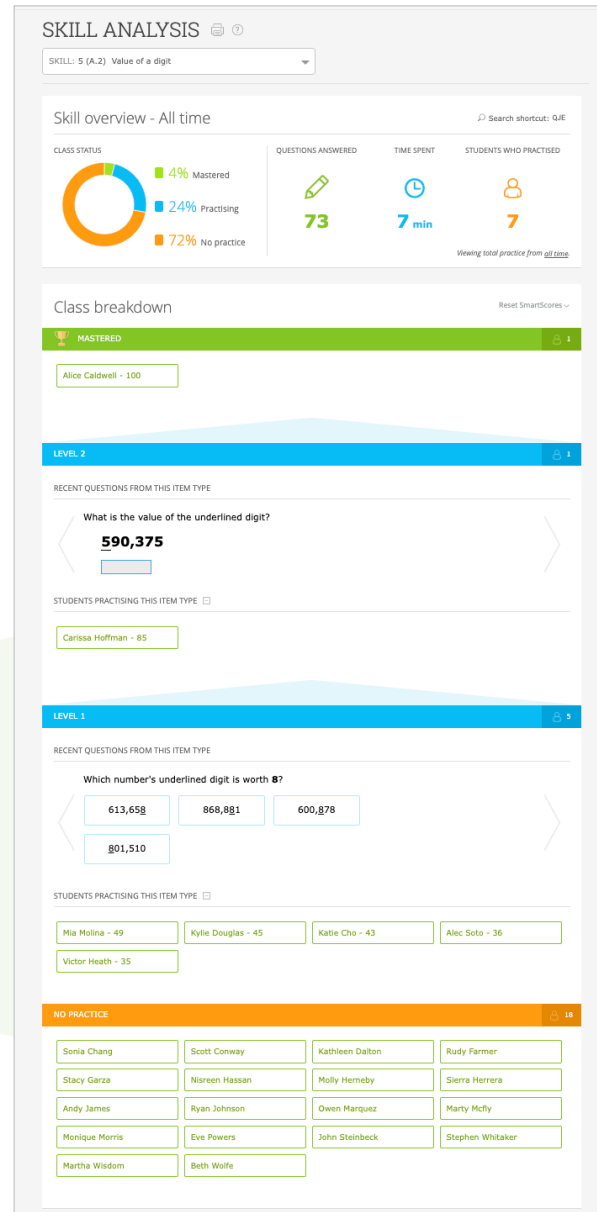 SKILL ANALYSIS ?
SKILL: 5 (A.2) Value of a digit
Skill overview - All time
Search shortcut: QJE
CLASS STATUS
4% Mastered
24% Practising
72% No practice
QUESTIONS ANSWERED
73
TIME SPENT
7 min
STUDENTS WHO PRACTISED
7
Viewing total practice from all time.
Class breakdown
Reset SmartScores
MASTERED 1
Alice Caldwell - 100
LEVEL 2 1
RECENT QUESTIONS FROM THIS ITEM TYPE
What is the value of the underlined digit?
590,375
STUDENTS PRACTISING THIS ITEM TYPE
Carissa Hoffman - 85
LEVEL 1 5
RECENT QUESTIONS FROM THIS ITEM TYPE
Which number's underlined digit is worth 8?
613,658 868,881 600,878
801,510
STUDENTS PRACTISING THIS ITEM TYPE
Mia Molina - 49 Kylie Douglas - 45 Katie Cho - 43 Alec Soto - 36
Victor Heath - 35
NO PRACTICE 18
Sonia Chang Scott Conway Kathleen Dalton Rudy Farmer
Stacy Garza Nisreen Hassan Molly Hemeby Sierra Herrera
Andy James Ryan Johnson Owen Marquez Marty Mcfly
Monique Morris Eve Powers John Steinbeck Stephen Whitaker
Martha Wisdom Beth Wolfe